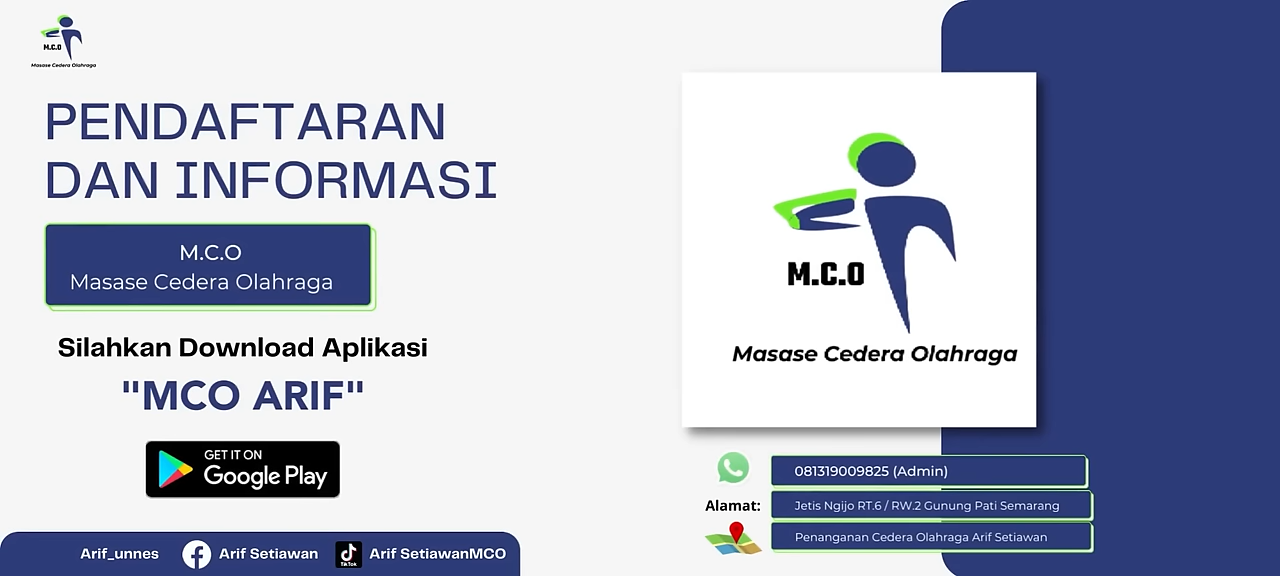 M.C.O
Masase Cedera Olahraga
PENDAFTARAN
DAN INFORMASI
M.C.O
Masase Cedera Olahraga
Silahkan Download Aplikasi
"MCO ARIF"
GET IT ON
Google Play
Arif_unnes
Arif Setiawan
TikTok
Arif SetiawanMCO
M.C.O
Masase Cedera Olahraga
081319009825 (Admin)
Alamat:
Jetis Ngijo RT.6 / RW.2 Gunung Pati Semarang
Penanganan Cedera Olahraga Arif Setiawan